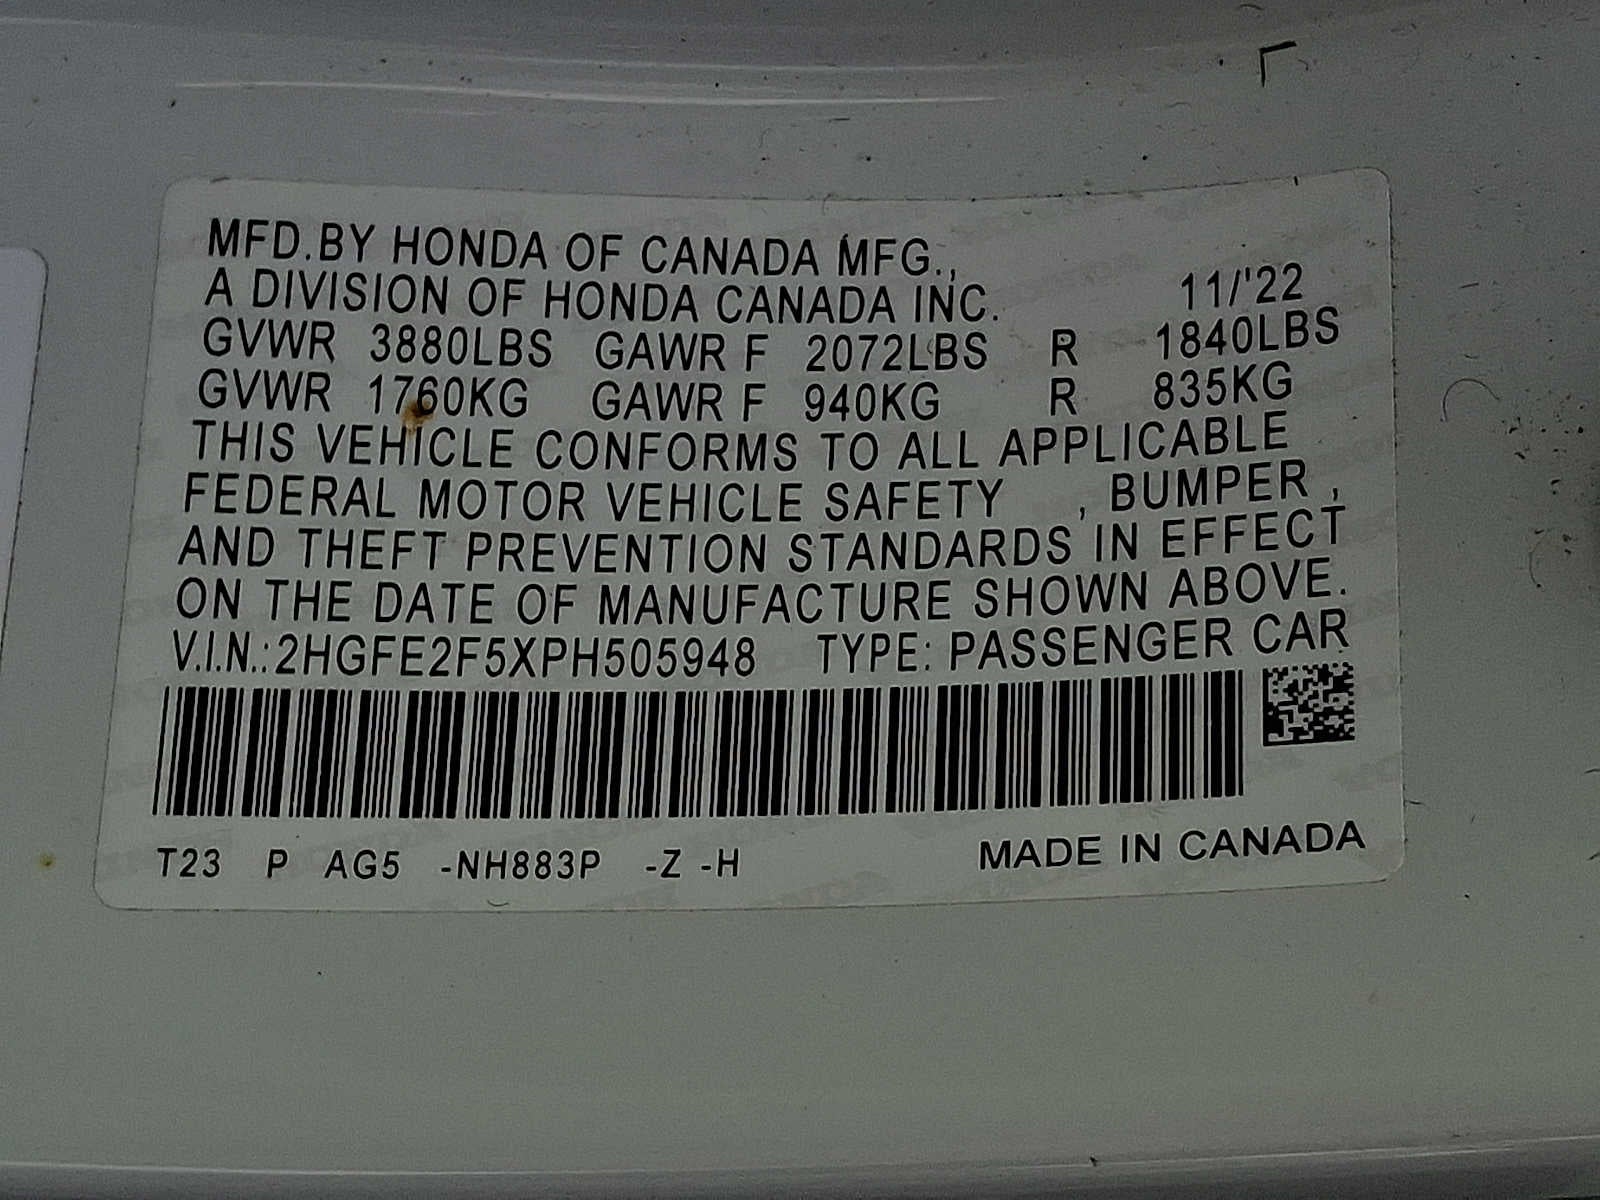 MFD.BY HONDA OF CANADA MFG.,
A DIVISION OF HONDA CANADA INC. 11/'22
GVWR 3880LBS GAWR F 2072LBS R 1840LBS
GVWR 1760KG GAWR F 940KG R 835KG
THIS VEHICLE CONFORMS TO ALL APPLICABLE
FEDERAL MOTOR VEHICLE SAFETY , BUMPER ,
AND THEFT PREVENTION STANDARDS IN EFFECT
ON THE DATE OF MANUFACTURE SHOWN ABOVE.
V.I.N.:2HGFE2F5XPH505948 TYPE: PASSENGER CAR
T23 P AG5 -NH883P -Z -H MADE IN CANADA